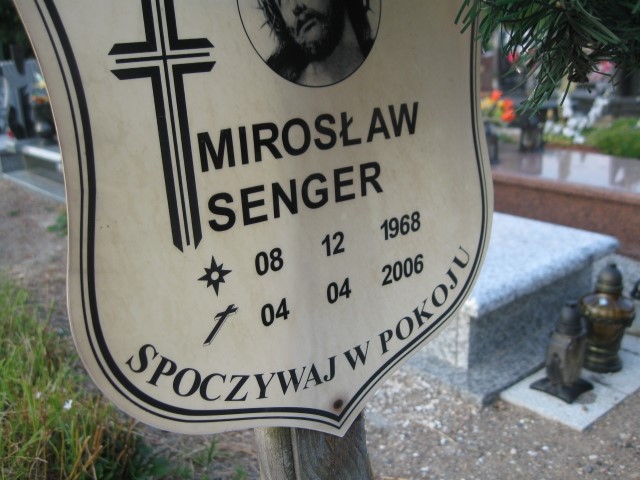 MIROSŁAW
SENGER
08 12 1968
04 04 2006
SPOCZYWAJ W POKOJU